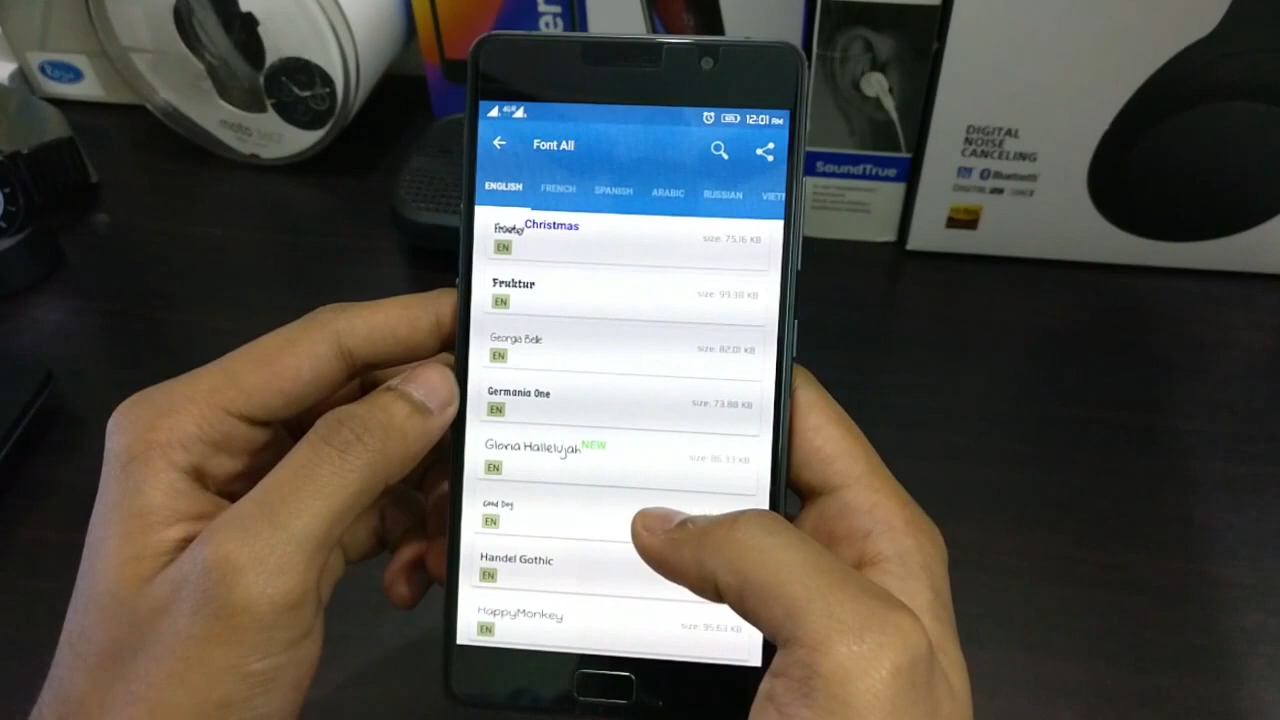 DIGITAL
NOISE
CANCELING
Bluetooth
SoundTrue
12:01 AM
Font All
ENGLISH FRENCH SPANISH ARABIC RUSSIAN VIET
Frosty Christmas size: 75.16 KB
EN
Fruktur size: 99.38 KB
EN
Georgia Belle size: 82.01 KB
EN
Germania One size: 73.88 KB
EN
Gloria Hallelujah NEW size: 86.33 KB
EN
Good Dog
EN
Handel Gothic
EN
HappyMonkey size: 95.63 KB
EN